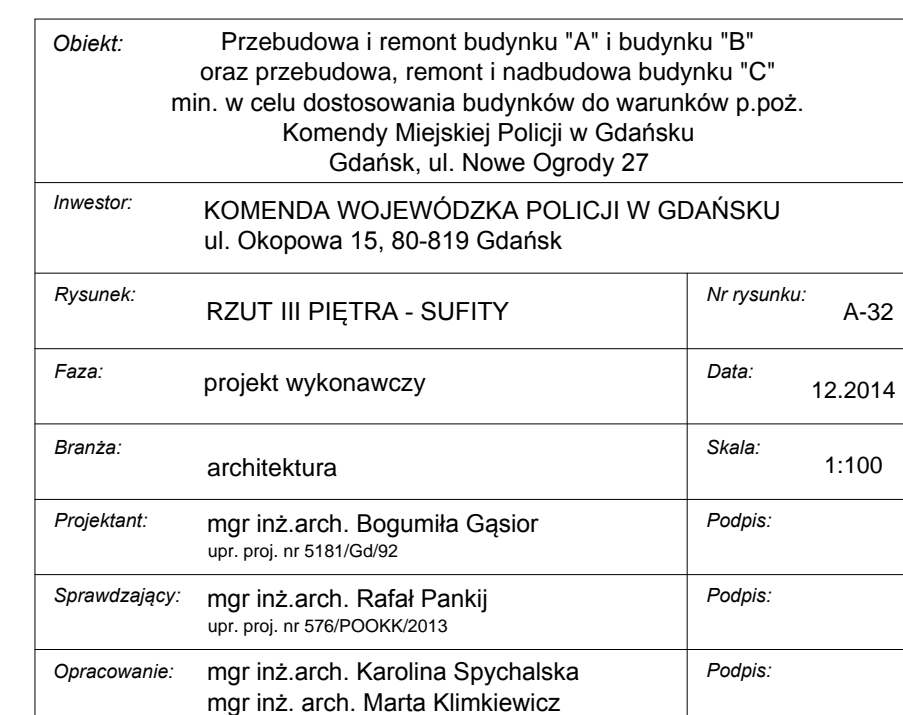 Obiekt: Przebudowa i remont budynku "A" i budynku "B"
oraz przebudowa, remont i nadbudowa budynku "C"
min. w celu dostosowania budynków do warunków p.poż.
Komendy Miejskiej Policji w Gdańsku
Gdańsk, ul. Nowe Ogrody 27
Inwestor: KOMENDA WOJEWÓDZKA POLICJI W GDAŃSKU
ul. Okopowa 15, 80-819 Gdańsk
Rysunek: RZUT III PIĘTRA - SUFITY Nr rysunku: A-32
Faza: projekt wykonawczy Data: 12.2014
Branża: architektura Skala: 1:100
Projektant: mgr inż.arch. Bogumiła Gąsior Podpis:
upr. proj. nr 5181/Gd/92
Sprawdzający: mgr inż.arch. Rafał Pankij Podpis:
upr. proj. nr 576/POOKK/2013
Opracowanie: mgr inż.arch. Karolina Spychalska Podpis:
mgr inż. arch. Marta Klimkiewicz